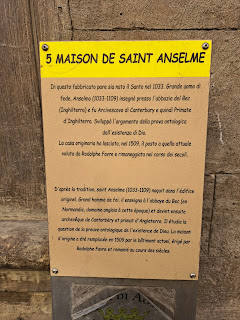 5 MAISON DE SAINT ANSELME
In questo fabbricato pare sia nato il Santo nel 1033. Grande uomo di
fede, Anselmo (1033-1109) insegnò presso l'abbazia del Bec
(Inghilterra) e fu Arcivescovo di Canterbury e quindi Primate
d'Inghilterra. Sviluppò l'argomento della prova ontologica
dell'esistenza di Dio.
La casa originaria ha lasciato, nel 1509, il posto a quella attuale
voluta da Rodolphe Favre e rimaneggiata nel corso dei secoli.
D'après la tradition, saint Anselme (1033-1109) naquit dans l'édifice
originel. Grand homme de foi, il enseigna à l'abbaye du Bec (en
Normandie, domaine anglais à cette époque) et devint ensuite
archevêque de Canterbéry et primat d'Angleterre. Il étudia la
question de la preuve ontologique de l'existence de Dieu. La maison
d'origine a été remplacée en 1509 par le bâtiment actuel, érigé par
Rodolphe Favre et remanié au cours des siècles.
DI